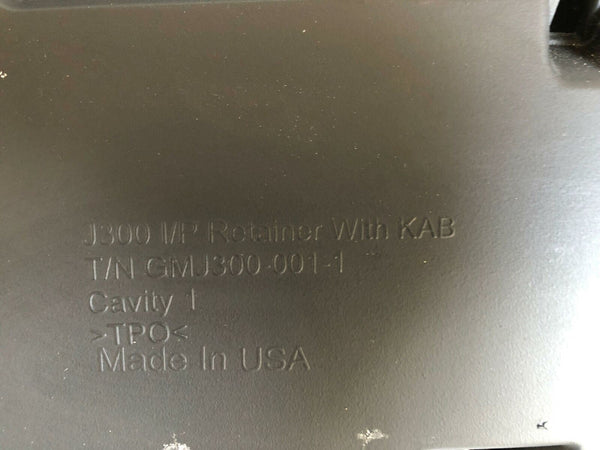 J300 I/P Retainer With KAB
T/N GMJ300-001-1
Cavity 1
>TPO<
Made In USA